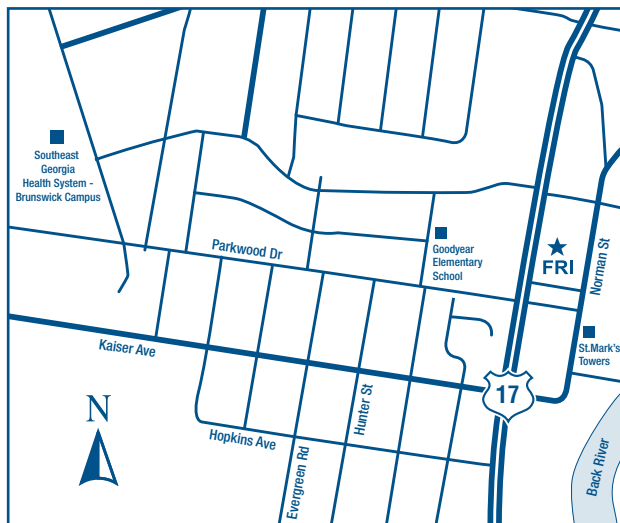 Southeast
Georgia
Health System -
Brunswick Campus
Parkwood Dr
Goodyear
Elementary
School
FRI
Norman St
St.Mark's
Towers
Kaiser Ave
17
Hunter St
N
Hopkins Ave
Evergreen Rd
Back River